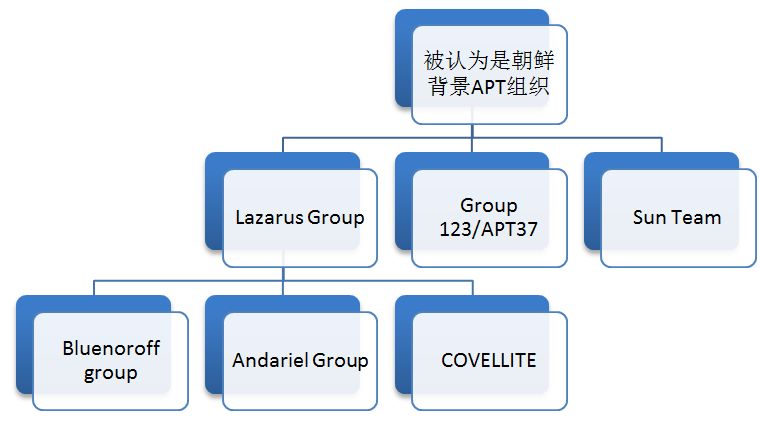 被认为是朝鲜
背景APT组织
Lazarus Group
Group
123/APT37
Sun Team
Bluenoroff
group
Andariel Group
COVELLITE